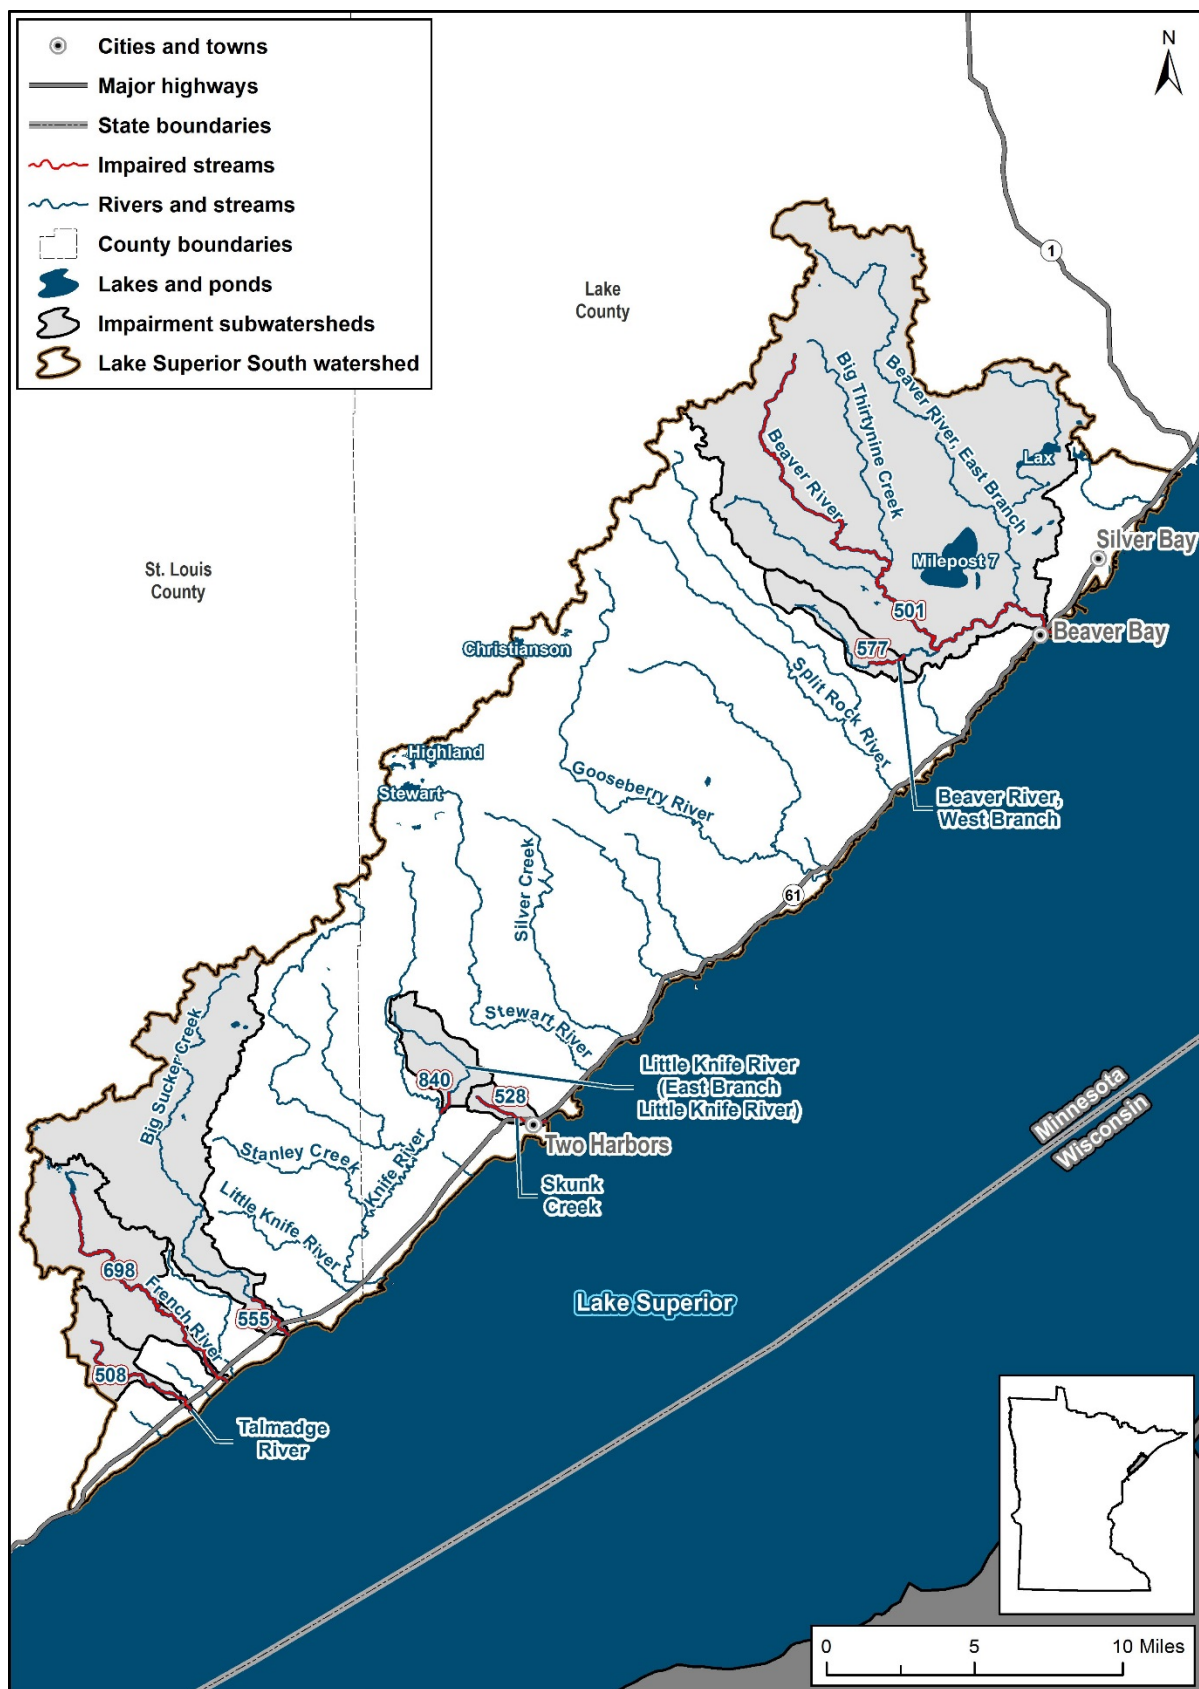 Cities and towns
Major highways
State boundaries
Impaired streams
Rivers and streams
County boundaries
Lakes and ponds
Impairment subwatersheds
Lake Superior South watershed
N
1
Lake
County
St. Louis
County
Beaver River, East Branch
Big Thirtynine Creek
Beaver River
Lax
Milepost 7
Silver Bay
501
Beaver Bay
577
Christianson
Split Rock River
Highland
Stewart
Gooseberry River
Beaver River,
West Branch
61
Silver Creek
Stewart River
Big Sucker Creek
Little Knife River
(East Branch
Little Knife River)
840
528
Two Harbors
Minnesota
Wisconsin
Stanley Creek
Knife River
Skunk
Creek
Little Knife River
698
French River
555
Lake Superior
508
Talmadge
River
0 5 10 Miles